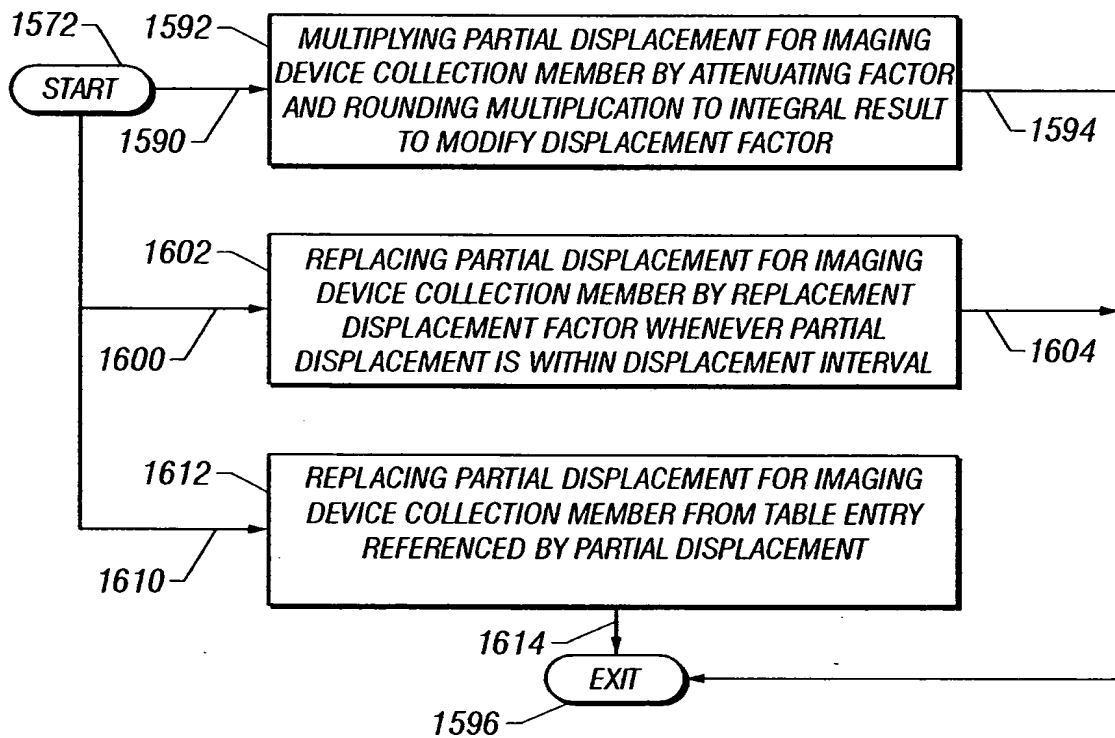 1572
START
1590
1592
MULTIPLYING PARTIAL DISPLACEMENT FOR IMAGING
DEVICE COLLECTION MEMBER BY ATTENUATING FACTOR
AND ROUNDING MULTIPLICATION TO INTEGRAL RESULT
TO MODIFY DISPLACEMENT FACTOR
1594
1602
REPLACING PARTIAL DISPLACEMENT FOR IMAGING
DEVICE COLLECTION MEMBER BY REPLACEMENT
DISPLACEMENT FACTOR WHENEVER PARTIAL
DISPLACEMENT IS WITHIN DISPLACEMENT INTERVAL
1600
1604
1612
REPLACING PARTIAL DISPLACEMENT FOR IMAGING
DEVICE COLLECTION MEMBER FROM TABLE ENTRY
REFERENCED BY PARTIAL DISPLACEMENT
1610
1614
EXIT
1596